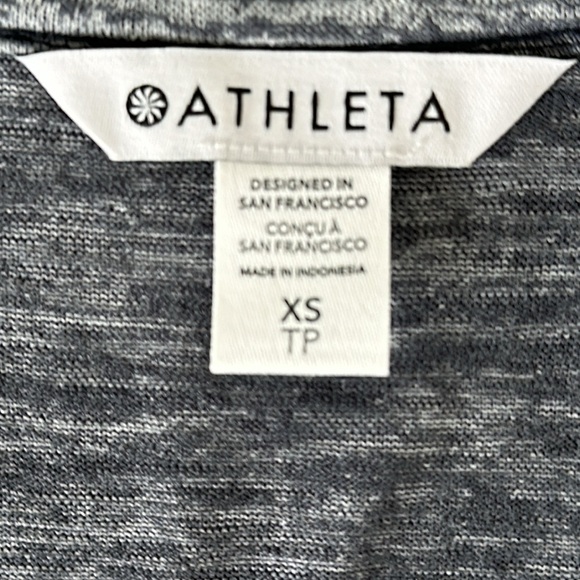 ATHLETA
DESIGNED IN
SAN FRANCISCO
CONÇU À
SAN FRANCISCO
MADE IN INDONESIA
XS
TP